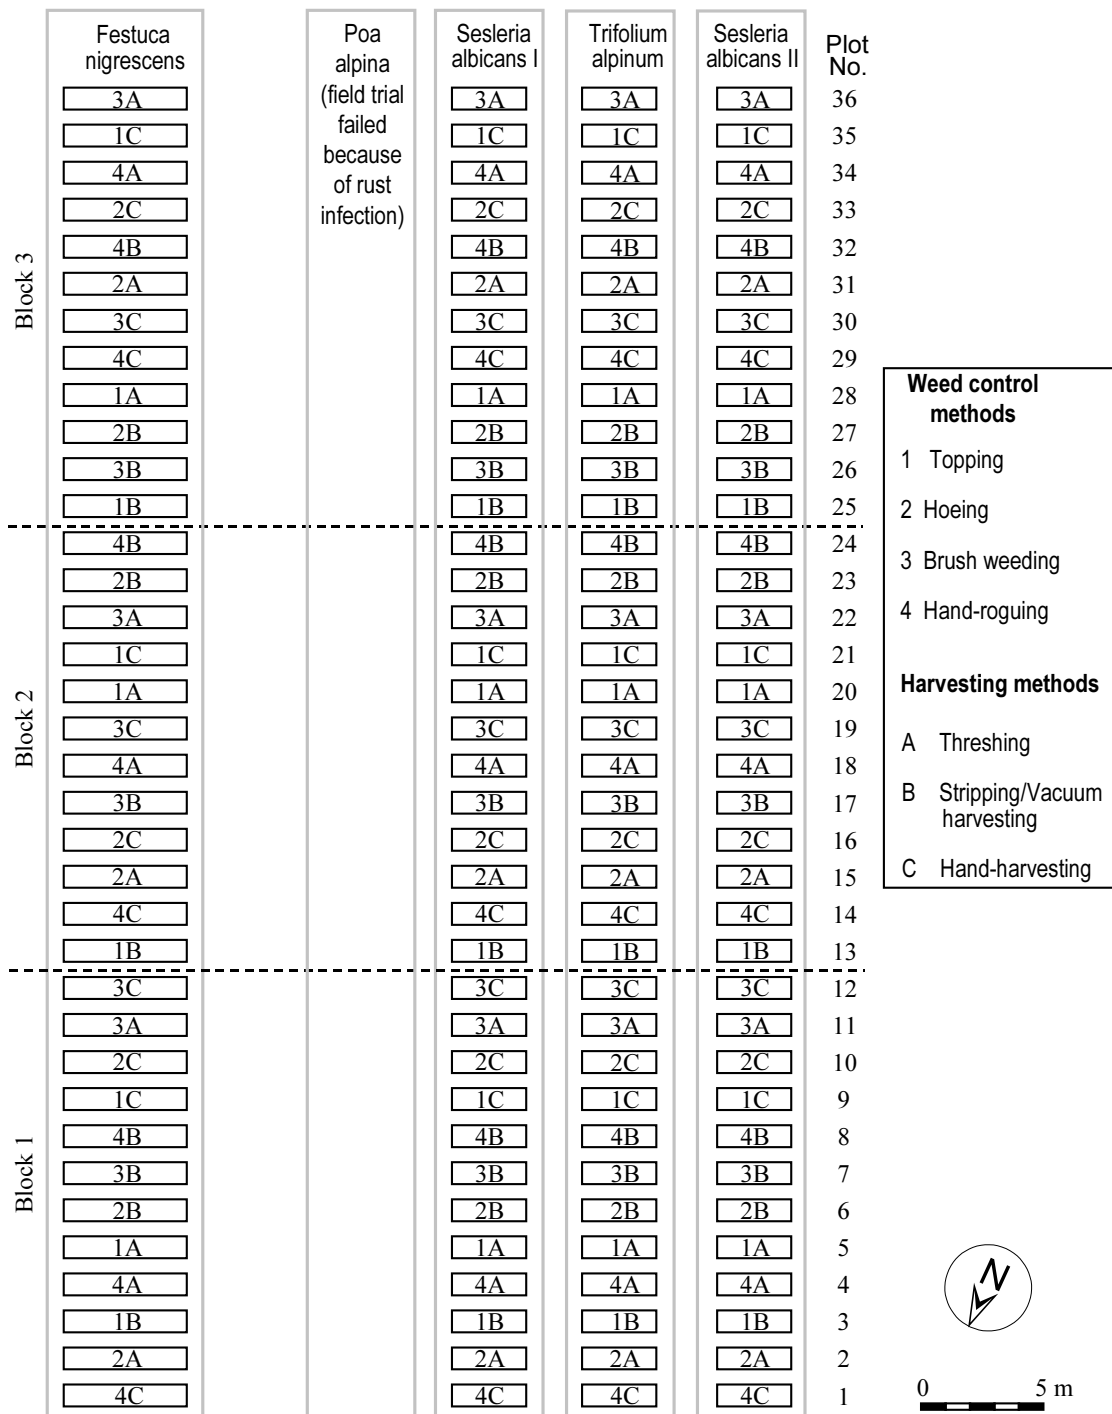 Festuca
nigrescens
Poa
alpina
(field trial
failed
because
of rust
infection)
Sesleria
albicans I
Trifolium
alpinum
Sesleria
albicans II
Plot
No.
Block 3
3A 3A 3A 3A 36
1C 1C 1C 1C 35
4A 4A 4A 4A 34
2C 2C 2C 2C 33
4B 4B 4B 4B 32
2A 2A 2A 2A 31
3C 3C 3C 3C 30
4C 4C 4C 4C 29
1A 1A 1A 1A 28
2B 2B 2B 2B 27
3B 3B 3B 3B 26
1B 1B 1B 1B 25
Block 2
4B 4B 4B 4B 24
2B 2B 2B 2B 23
3A 3A 3A 3A 22
1C 1C 1C 1C 21
1A 1A 1A 1A 20
3C 3C 3C 3C 19
4A 4A 4A 4A 18
3B 3B 3B 3B 17
2C 2C 2C 2C 16
2A 2A 2A 2A 15
4C 4C 4C 4C 14
1B 1B 1B 1B 13
Block 1
3C 3C 3C 3C 12
3A 3A 3A 3A 11
2C 2C 2C 2C 10
1C 1C 1C 1C 9
4B 4B 4B 4B 8
3B 3B 3B 3B 7
2B 2B 2B 2B 6
1A 1A 1A 1A 5
4A 4A 4A 4A 4
1B 1B 1B 1B 3
2A 2A 2A 2A 2
4C 4C 4C 4C 1
Weed control
methods
1 Topping
2 Hoeing
3 Brush weeding
4 Hand-roguing
Harvesting methods
A Threshing
B Stripping/Vacuum
harvesting
C Hand-harvesting
N
0 5 m